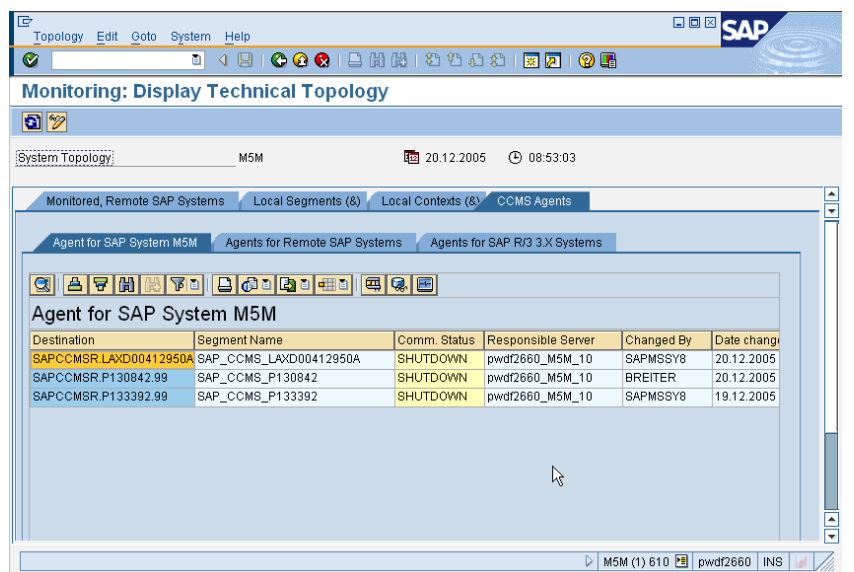 Topology Edit Goto System Help
SAP
Monitoring: Display Technical Topology
System Topology M5M 20.12.2005 08:53:03
Monitored, Remote SAP Systems Local Segments (&) Local Contexts (&) CCMS Agents
Agent for SAP System M5M Agents for Remote SAP Systems Agents for SAP R/3 3.X Systems
Agent for SAP System M5M
Destination Segment Name Comm. Status Responsible Server Changed By Date chang
SAPCCMSR.LAXD00412950A SAP_CCMS_LAXD00412950A SHUTDOWN pwdf2660_M5M_10 SAPMSSY8 20.12.2005
SAPCCMSR.P130842.99 SAP_CCMS_P130842 SHUTDOWN pwdf2660_M5M_10 BREITER 20.12.2005
SAPCCMSR.P133392.99 SAP_CCMS_P133392 SHUTDOWN pwdf2660_M5M_10 SAPMSSY8 19.12.2005
M5M (1) 610 pwdf2660 INS